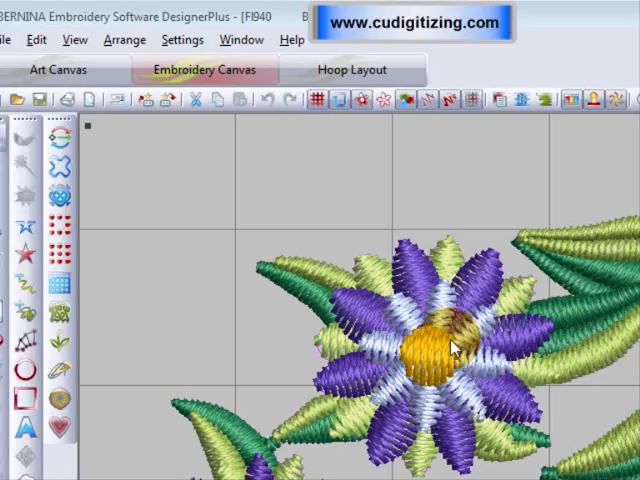 BERNINA Embroidery Software DesignerPlus - [FI940 B
www.cudigitizing.com
ile Edit View Arrange Settings Window Help
Art Canvas Embroidery Canvas Hoop Layout